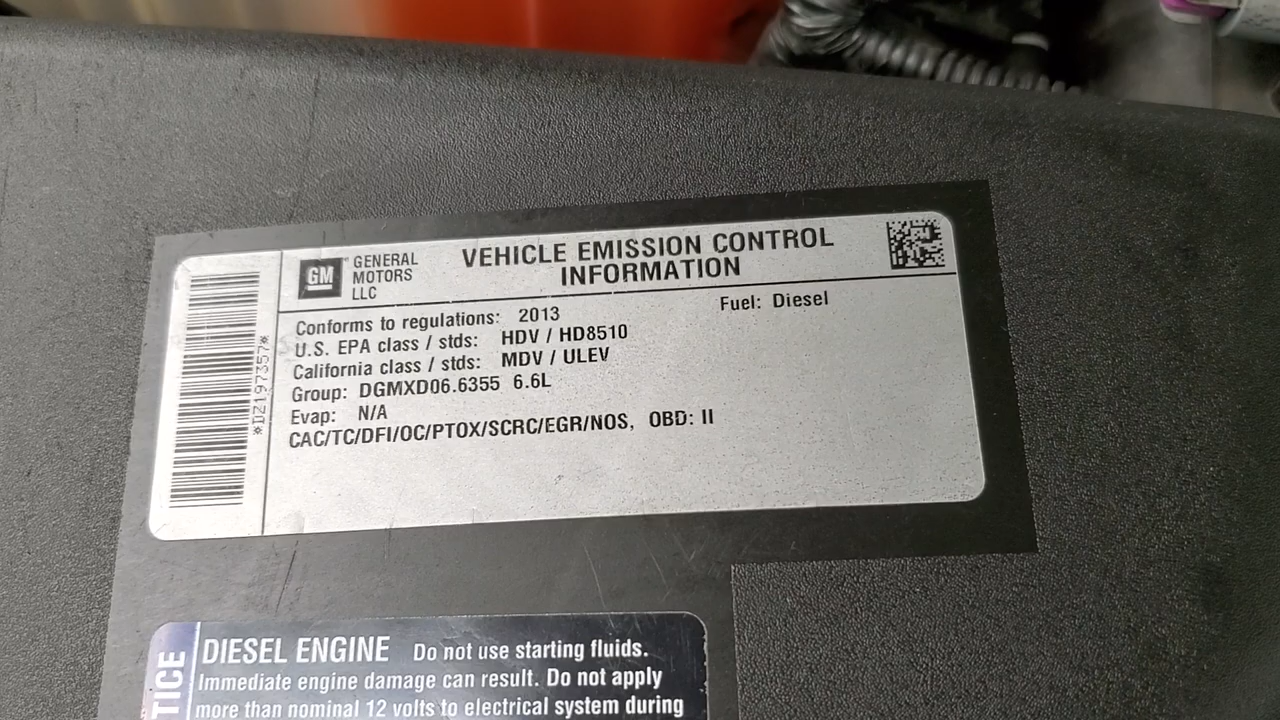 GM GENERAL MOTORS LLC
VEHICLE EMISSION CONTROL
INFORMATION
Fuel: Diesel
Conforms to regulations: 2013
U.S. EPA class / stds: HDV / HD8510
California class / stds: MDV / ULEV
Group: DGMXD06.6355 6.6L
Evap: N/A
CAC/TC/DFI/OC/PTOX/SCRC/EGR/NOS, OBD: II
*DZ197357*
DIESEL ENGINE Do not use starting fluids.
Immediate engine damage can result. Do not apply
more than nominal 12 volts to electrical system during